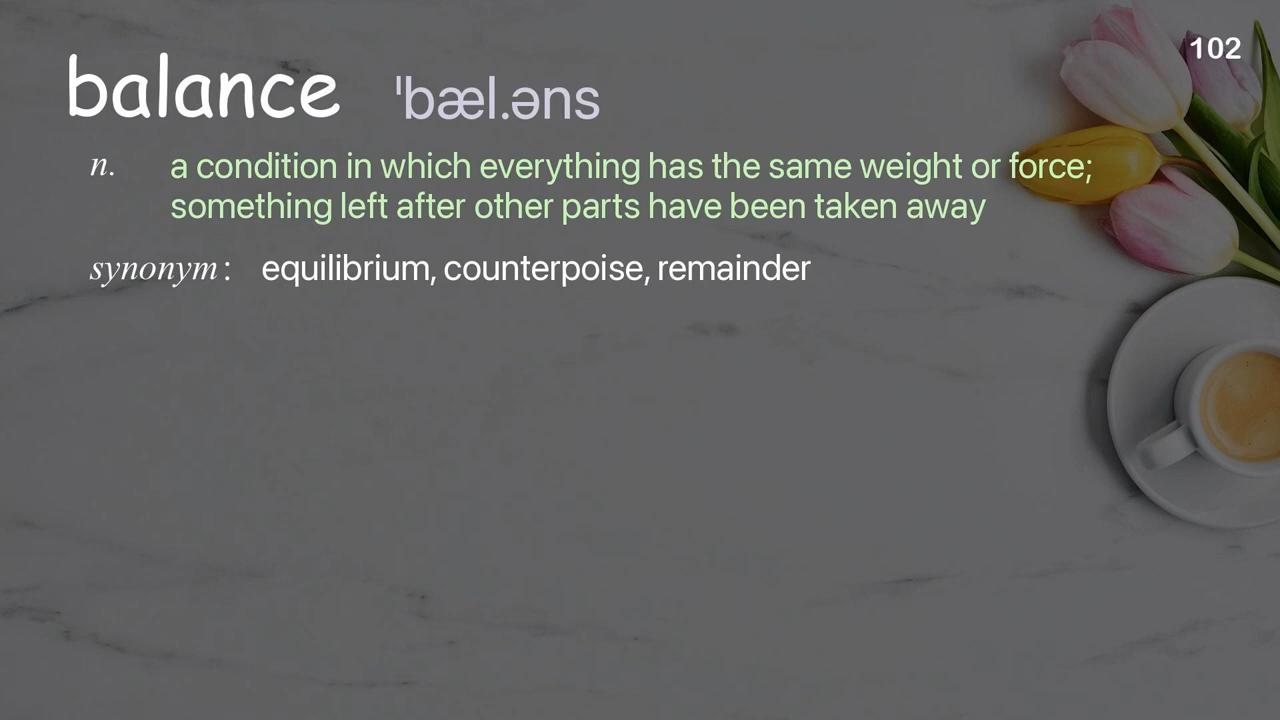 102
balance ˈbæl.əns
n. a condition in which everything has the same weight or force;
something left after other parts have been taken away
synonym: equilibrium, counterpoise, remainder